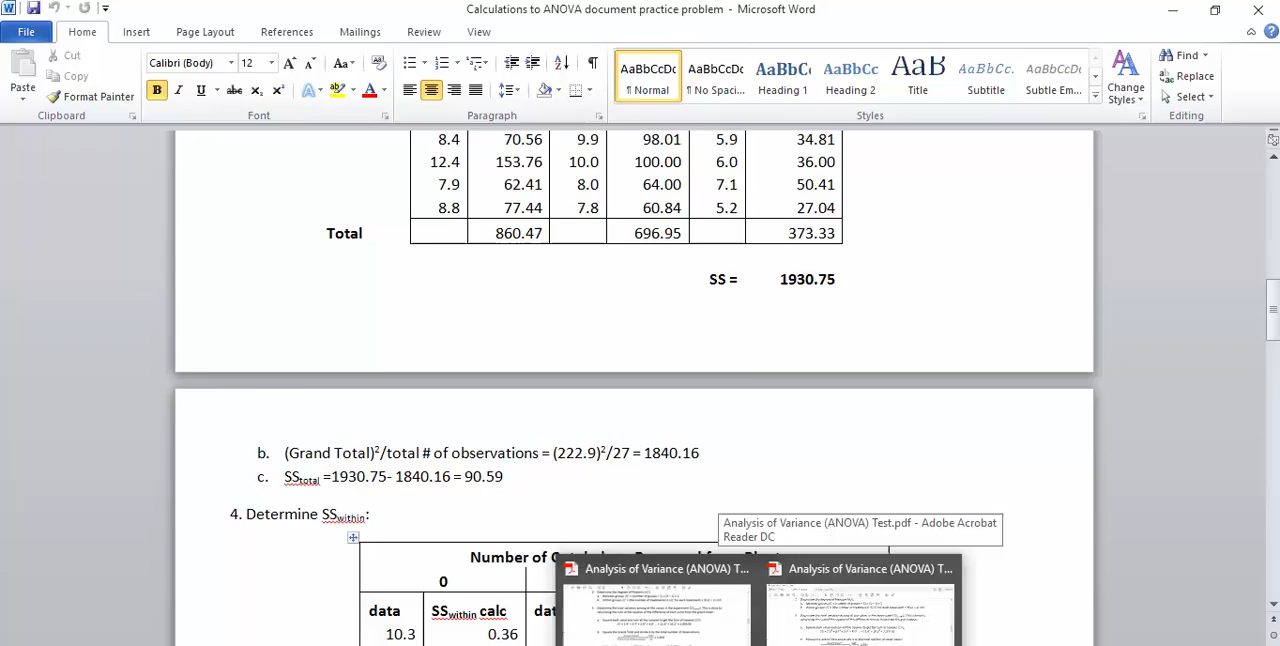 Calculations to ANOVA document practice problem - Microsoft Word
File Home Insert Page Layout References Mailings Review View
Paste
Cut
Copy
Format Painter
Clipboard
Calibri (Body) 12
Font
Paragraph
AaBbCcDc AaBbCcDc AaBbC( AaBbCc AaB AaBbCc. AaBbCcDc
¶ Normal ¶ No Spaci... Heading 1 Heading 2 Title Subtitle Subtle Em...
Change Styles
Styles
Find
Replace
Select
Editing
8.4 70.56 9.9 98.01 5.9 34.81
12.4 153.76 10.0 100.00 6.0 36.00
7.9 62.41 8.0 64.00 7.1 50.41
8.8 77.44 7.8 60.84 5.2 27.04
Total 860.47 696.95 373.33
SS = 1930.75
b. (Grand Total)²/total # of observations = (222.9)²/27 = 1840.16
c. SStotal =1930.75- 1840.16 = 90.59
4. Determine SSwithin:
Analysis of Variance (ANOVA) Test.pdf - Adobe Acrobat
Reader DC
Number of
0
data SSwithin calc
10.3 0.36
Analysis of Variance (ANOVA) T...
Analysis of Variance (ANOVA) T...